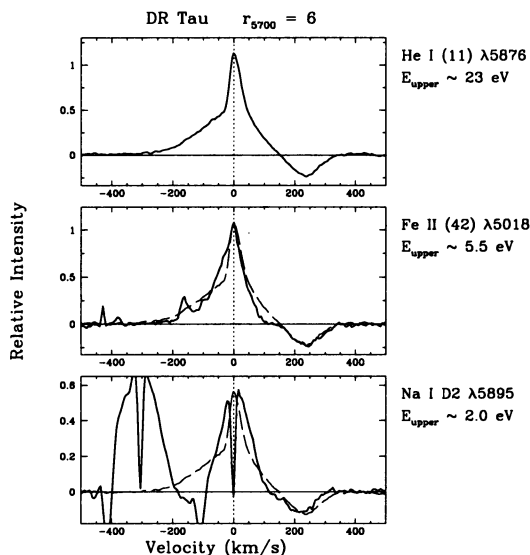 DR Tau r5700 = 6
He I (11) λ5876
Eupper ~ 23 eV
1
0.5
0
−400 −200 0 200 400
Fe II (42) λ5018
Eupper ~ 5.5 eV
1
0.5
0
−400 −200 0 200 400
Na I D2 λ5895
Eupper ~ 2.0 eV
0.6
0.4
0.2
0
−400 −200 0 200 400
Relative Intensity
Velocity (km/s)